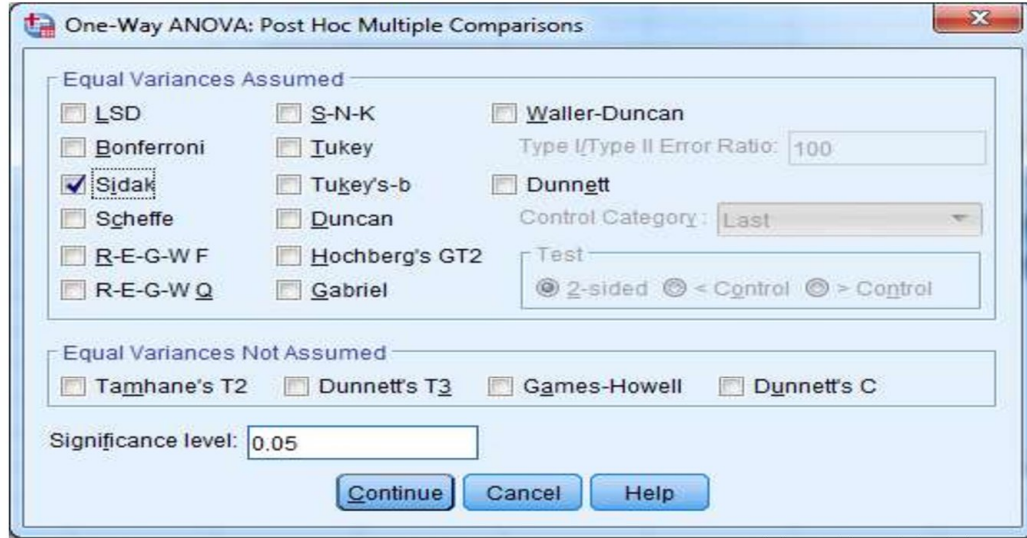 One-Way ANOVA: Post Hoc Multiple Comparisons
Equal Variances Assumed
LSD S-N-K Waller-Duncan
Bonferroni Tukey Type I/Type II Error Ratio: 100
Sidak Tukey's-b Dunnett
Scheffe Duncan Control Category: Last
R-E-G-W F Hochberg's GT2 Test
R-E-G-W Q Gabriel 2-sided < Control > Control
Equal Variances Not Assumed
Tamhane's T2 Dunnett's T3 Games-Howell Dunnett's C
Significance level: 0.05
Continue Cancel Help